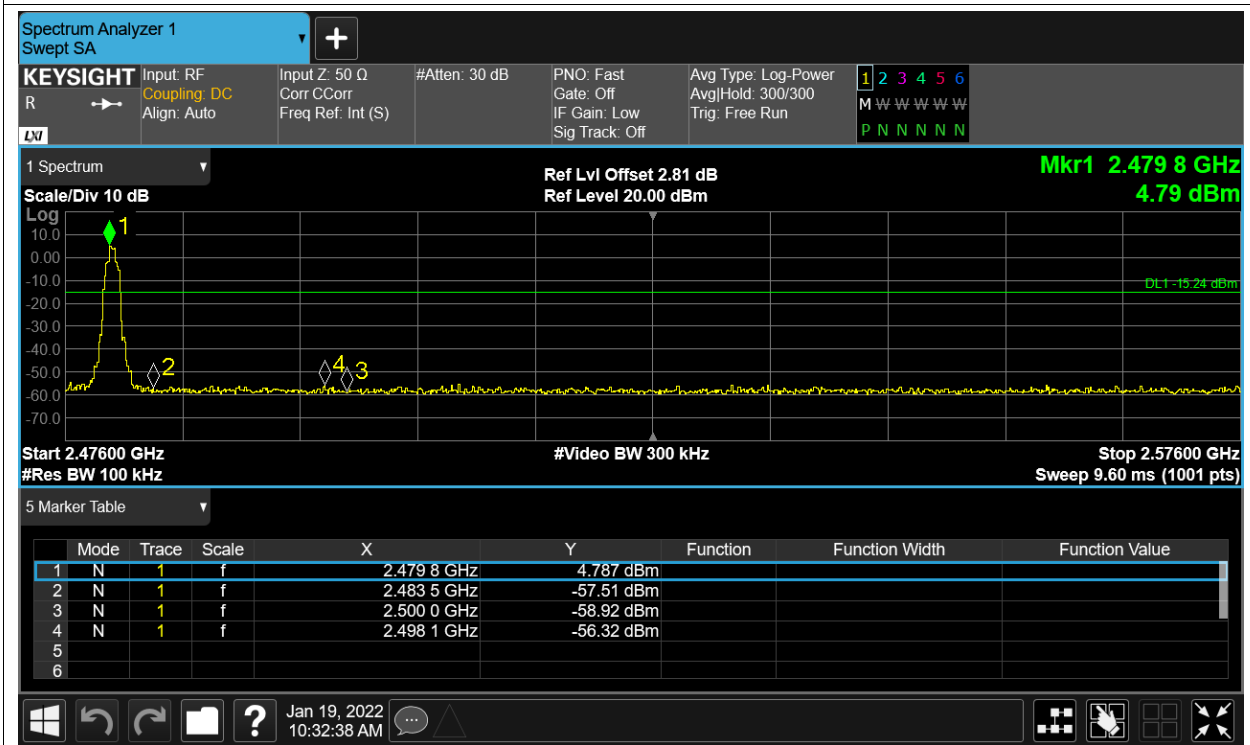 Spectrum Analyzer 1
Swept SA
+
KEYSIGHT Input: RF Input Z: 50 Ω #Atten: 30 dB PNO: Fast Avg Type: Log-Power 1 2 3 4 5 6
R Coupling: DC Corr CCorr Gate: Off Avg|Hold: 300/300 M W W W W W
Align: Auto Freq Ref: Int (S) IF Gain: Low Trig: Free Run
LXI Sig Track: Off P N N N N N
1 Spectrum Ref Lvl Offset 2.81 dB Mkr1 2.479 8 GHz
Scale/Div 10 dB Ref Level 20.00 dBm 4.79 dBm
Log
1
10.0
0.00
-10.0
DL1 -15.24 dBm
-20.0
-30.0
-40.0
2 4 3
-50.0
-60.0
-70.0
Start 2.47600 GHz #Video BW 300 kHz Stop 2.57600 GHz
#Res BW 100 kHz Sweep 9.60 ms (1001 pts)
5 Marker Table
Mode Trace Scale X Y Function Function Width Function Value
1 N 1 f 2.479 8 GHz 4.787 dBm
2 N 1 f 2.483 5 GHz -57.51 dBm
3 N 1 f 2.500 0 GHz -58.92 dBm
4 N 1 f 2.498 1 GHz -56.32 dBm
5
6
? Jan 19, 2022
10:32:38 AM